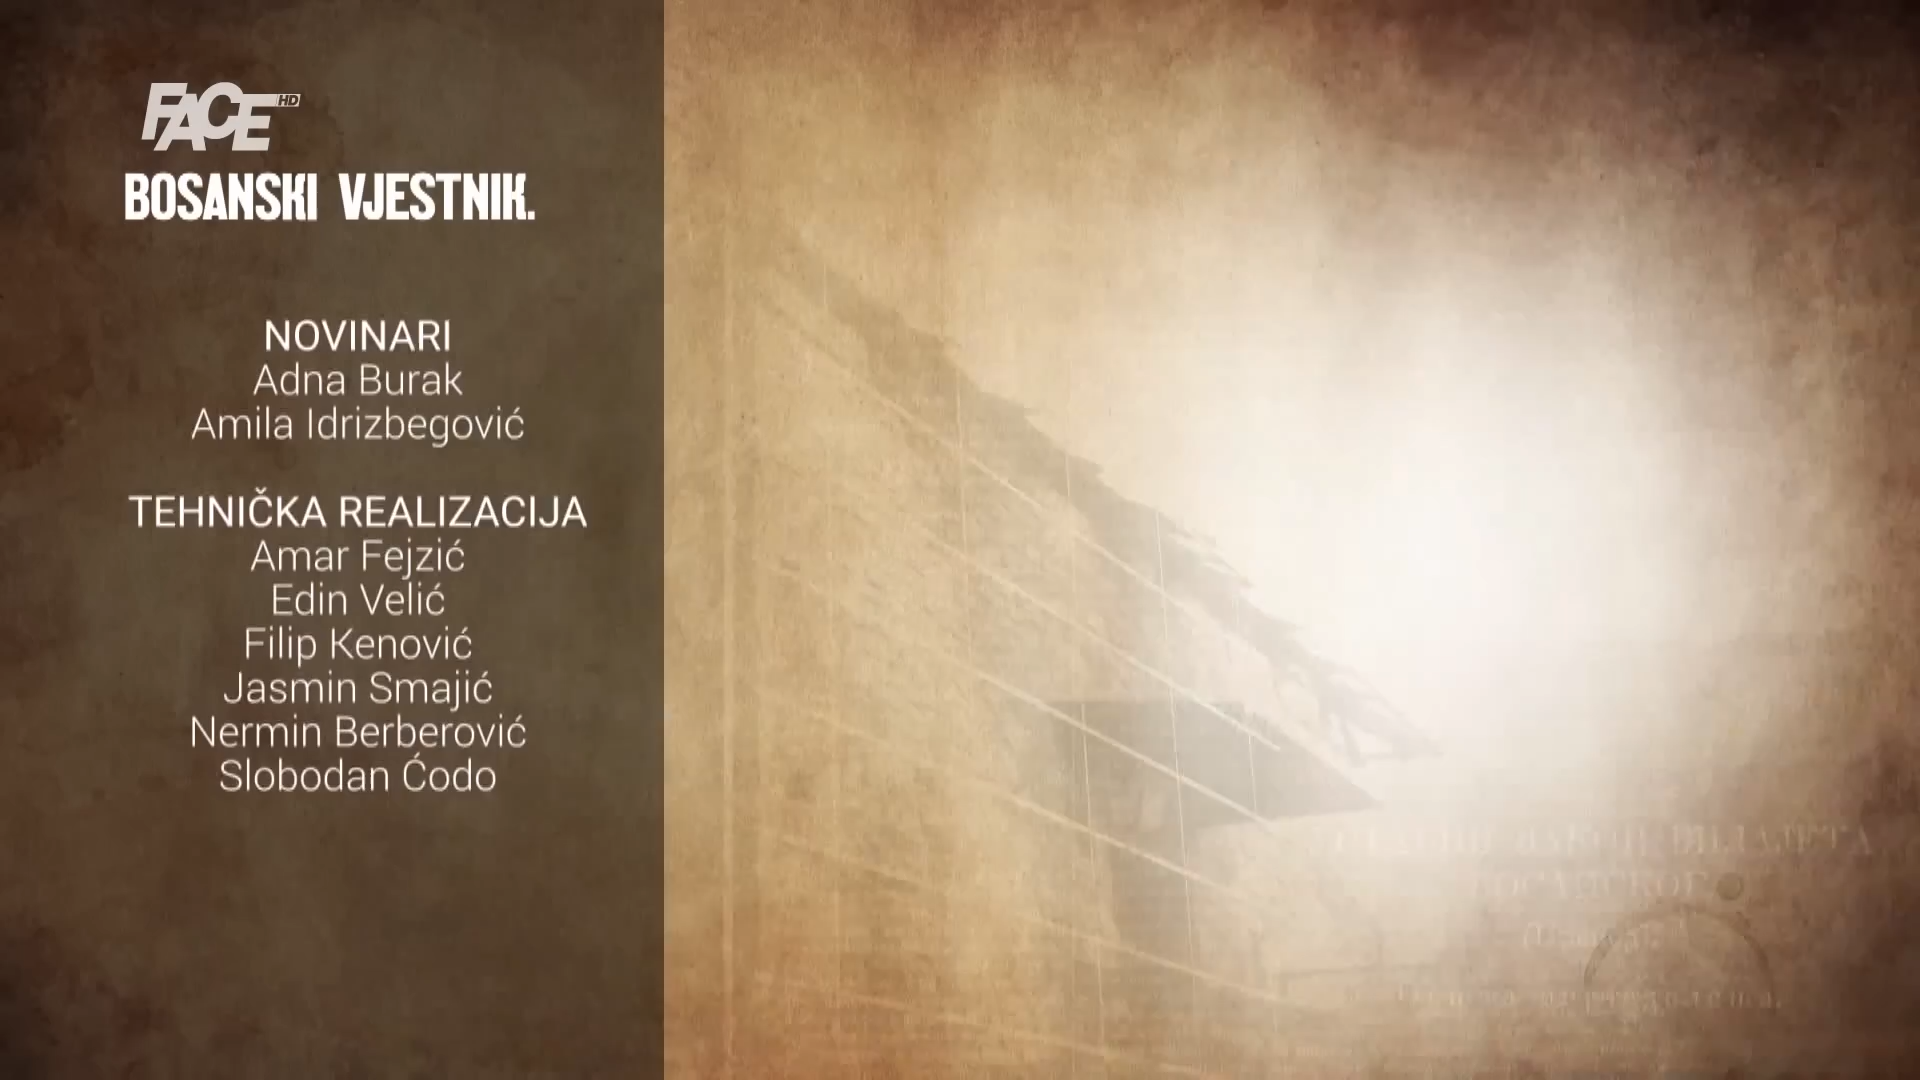 FACE HD
BOSANSKI VJESTNIK.
NOVINARI
Adna Burak
Amila Idrizbegović
TEHNIČKA REALIZACIJA
Amar Fejzić
Edin Velić
Filip Kenović
Jasmin Smajić
Nermin Berberović
Slobodan Ćodo